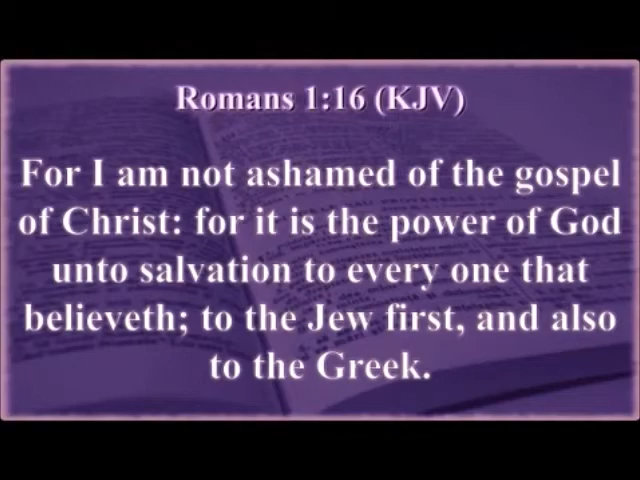 Romans 1:16 (KJV)
For I am not ashamed of the gospel
of Christ: for it is the power of God
unto salvation to every one that
believeth; to the Jew first, and also
to the Greek.